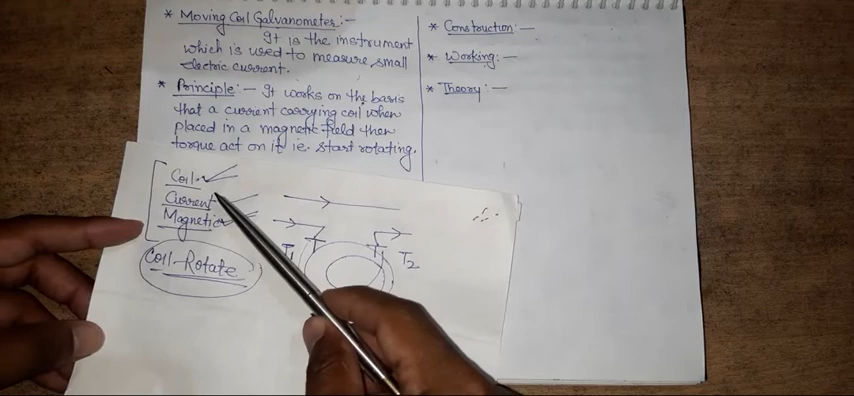 * Moving Coil Galvanometer:-
It is the instrument
which is used to measure small
electric current.
* Principle:- It works on the basis
that a current carrying coil when
placed in a magnetic field then
torque act on it i.e. start rotating.
* Construction:-
* Working:-
* Theory:-
Coil
Current
Magnetic
Coil-Rotate
T1
T2